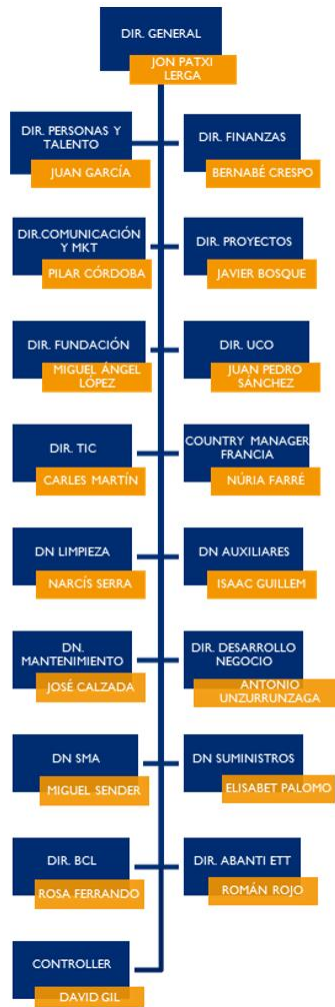 DIR. GENERAL
JON PATXI
LERGA
DIR. PERSONAS Y
TALENTO
JUAN GARCÍA
DIR. FINANZAS
BERNABÉ CRESPO
DIR.COMUNICACIÓN
Y MKT
PILAR CÓRDOBA
DIR. PROYECTOS
JAVIER BOSQUE
DIR. FUNDACIÓN
MIGUEL ÁNGEL
LÓPEZ
DIR. UCO
JUAN PEDRO
SÁNCHEZ
DIR. TIC
CARLES MARTÍN
COUNTRY MANAGER
FRANCIA
NÚRIA FARRÉ
DN LIMPIEZA
NARCÍS SERRA
DN AUXILIARES
ISAAC GUILLEM
DN.
MANTENIMIENTO
JOSÉ CALZADA
DIR. DESARROLLO
NEGOCIO
ANTONIO
UNZURRUNZAGA
DN SMA
MIGUEL SENDER
DN SUMINISTROS
ELISABET PALOMO
DIR. BCL
ROSA FERRANDO
DIR. ABANTI ETT
ROMÁN ROJO
CONTROLLER
DAVID GIL